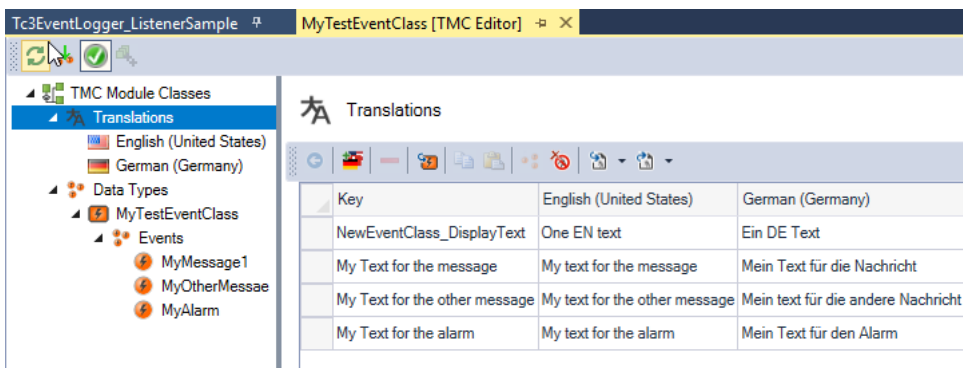 Tc3EventLogger_ListenerSample
MyTestEventClass [TMC Editor]
TMC Module Classes
Translations
English (United States)
German (Germany)
Data Types
MyTestEventClass
Events
MyMessage1
MyOtherMessae
MyAlarm
Translations
Key English (United States) German (Germany)
NewEventClass_DisplayText One EN text Ein DE Text
My Text for the message My text for the message Mein Text für die Nachricht
My Text for the other message My text for the other message Mein text für die andere Nachricht
My Text for the alarm My text for the alarm Mein Text für den Alarm